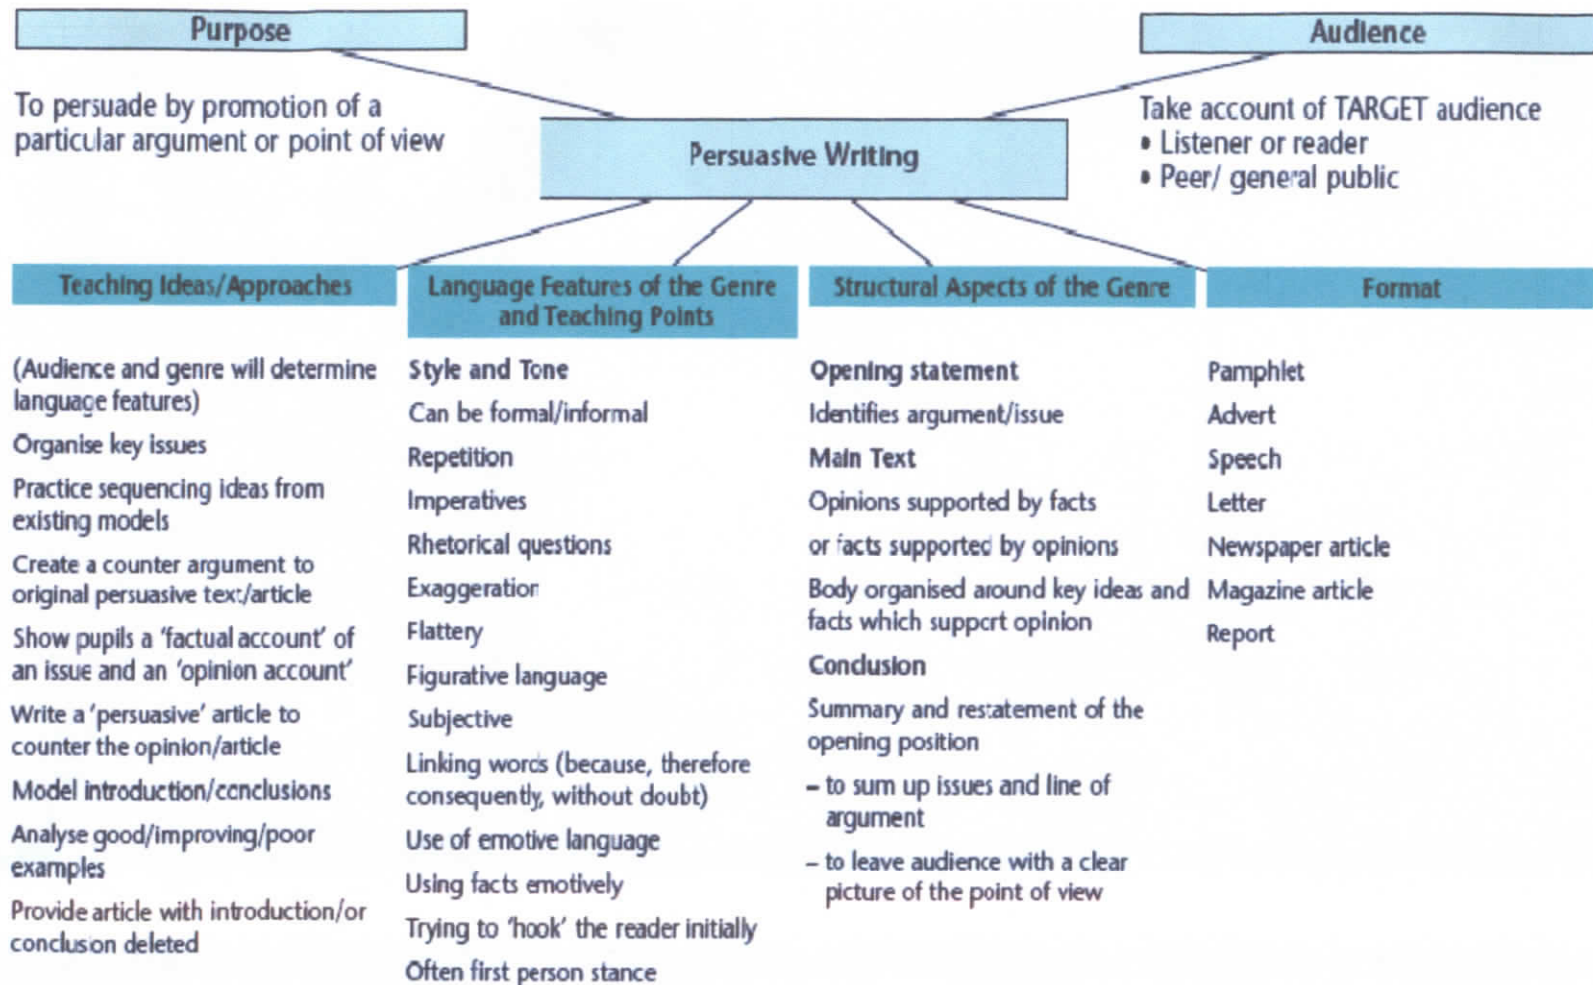 Purpose
To persuade by promotion of a
particular argument or point of view
Audience
Take account of TARGET audience
• Listener or reader
• Peer/ general public
Persuasive Writing
Teaching Ideas/Approaches
(Audience and genre will determine
language features)
Organise key issues
Practice sequencing ideas from
existing models
Create a counter argument to
original persuasive text/article
Show pupils a 'factual account' of
an issue and an 'opinion account'
Write a 'persuasive' article to
counter the opinion/article
Model introduction/conclusions
Analyse good/improving/poor
examples
Provide article with introduction/or
conclusion deleted
Language Features of the Genre
and Teaching Points
Style and Tone
Can be formal/informal
Repetition
Imperatives
Rhetorical questions
Exaggeration
Flattery
Figurative language
Subjective
Linking words (because, therefore
consequently, without doubt)
Use of emotive language
Using facts emotively
Trying to 'hook' the reader initially
Often first person stance
Structural Aspects of the Genre
Opening statement
Identifies argument/issue
Main Text
Opinions supported by facts
or facts supported by opinions
Body organised around key ideas and
facts which support opinion
Conclusion
Summary and restatement of the
opening position
– to sum up issues and line of
argument
– to leave audience with a clear
picture of the point of view
Format
Pamphlet
Advert
Speech
Letter
Newspaper article
Magazine article
Report